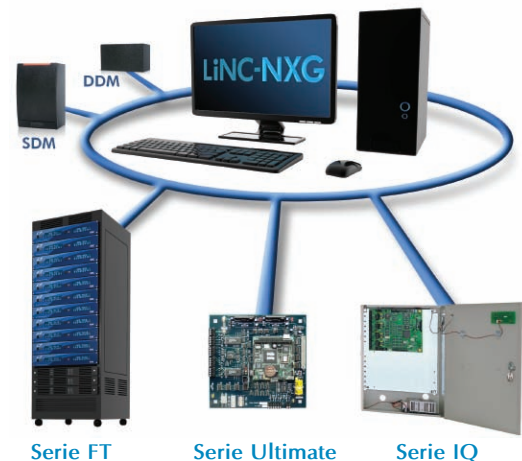 LiNC-NXG
DDM
SDM
Serie FT
Serie Ultimate
Serie IQ